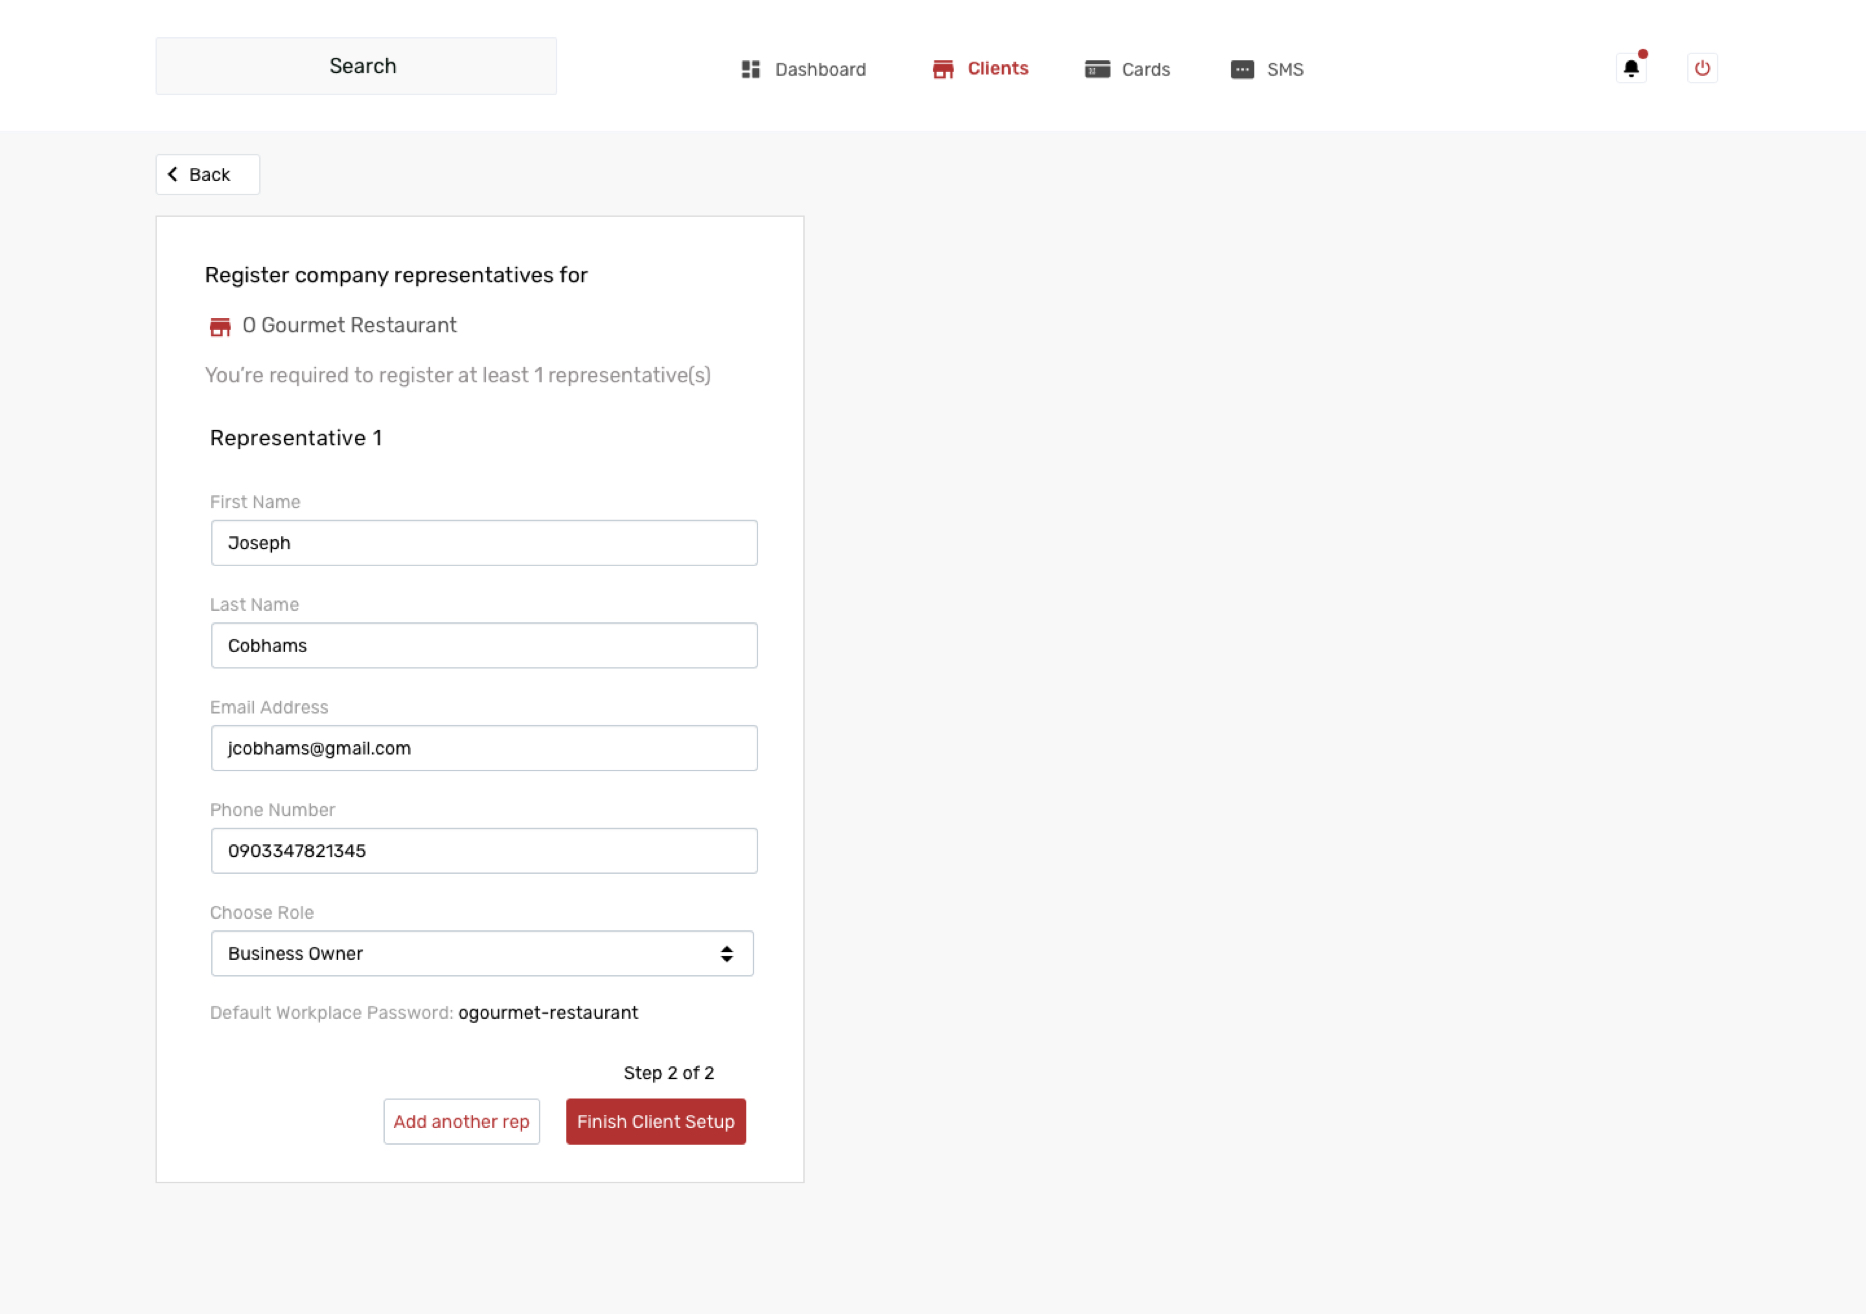 Search
Dashboard
Clients
Cards
SMS
Back
Register company representatives for
O Gourmet Restaurant
You're required to register at least 1 representative(s)
Representative 1
First Name
Joseph
Last Name
Cobhams
Email Address
jcobhams@gmail.com
Phone Number
0903347821345
Choose Role
Business Owner
Default Workplace Password: ogourmet-restaurant
Step 2 of 2
Add another rep
Finish Client Setup